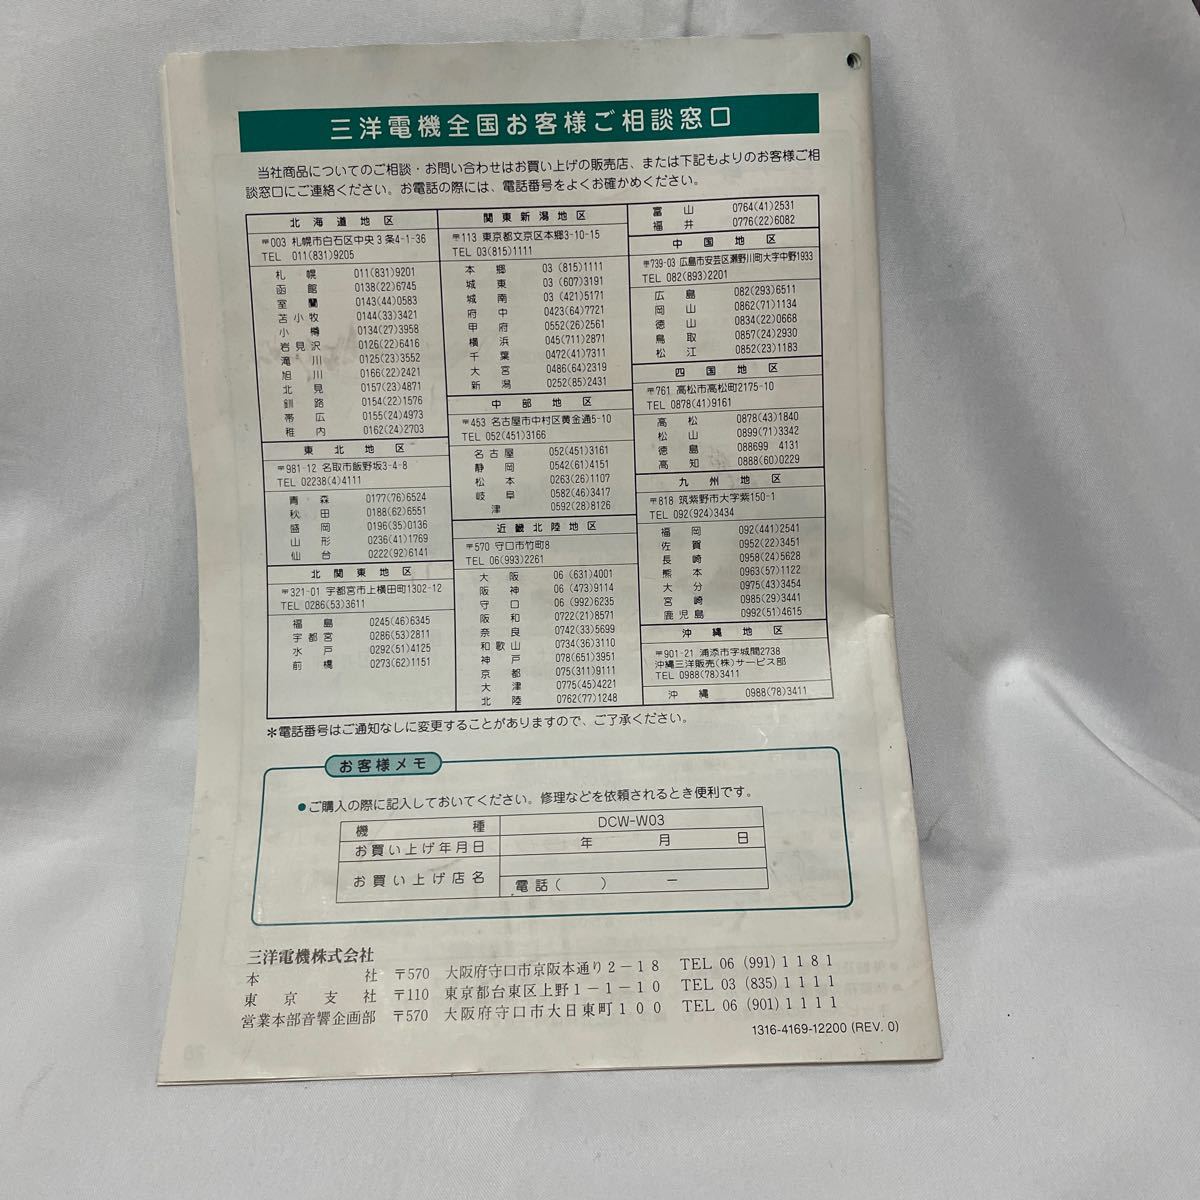 三洋電機全国お客様ご相談窓口
当社商品についてのご相談・お問い合わせはお買い上げの販売店、または下記もよりのお客様ご相
談窓口にご連絡ください。お電話の際には、電話番号をよくお確かめください。
北海道地区
〒003 札幌市白石区中央3条4-1-36
TEL 011(831)9205
札幌 011(831)9201
函館 0138(22)6745
室蘭 0143(44)0583
苫小牧 0144(33)3421
小樽 0134(27)3958
岩見沢 0126(22)6416
滝川 0125(23)3552
旭川 0166(22)2421
北見 0157(23)4871
釧路 0154(22)1576
帯広 0155(24)4973
稚内 0162(24)2703
東北地区
〒981-12 名取市飯野坂3-4-8
TEL 02238(4)4111
青森 0177(76)6524
秋田 0188(62)6551
盛岡 0196(35)0136
山形 0236(41)1769
仙台 0222(92)6141
北関東地区
〒321-01 宇都宮市上横田町1302-12
TEL 0286(53)3611
福島 0245(46)6345
宇都宮 0286(53)2811
水戸 0292(51)4125
前橋 0273(62)1151
関東新潟地区
〒113 東京都文京区本郷3-10-15
TEL 03(815)1111
本郷 03 (815)1111
城東 03 (607)3191
城南 03 (421)5171
府中 0423(64)7721
甲府 0552(26)2561
横浜 045(711)2871
千葉 0472(41)7311
大宮 0486(64)2319
新潟 0252(85)2431
中部地区
〒453 名古屋市中村区黄金通5-10
TEL 052(451)3166
名古屋 052(451)3161
静岡 0542(61)4151
松本 0263(26)1107
岐阜 0582(46)3417
津 0592(28)8126
近畿北陸地区
〒570 守口市竹町8
TEL 06(993)2261
大阪 06 (631)4001
阪神 06 (473)9114
守口 06 (992)6235
阪和 0722(21)8571
奈良 0742(33)5699
和歌山 0734(36)3110
神戸 078(651)3951
京都 075(311)9111
大津 0775(45)4221
北陸 0762(77)1248
富山 0764(41)2531
福井 0776(22)6082
中国地区
〒739-03 広島市安芸区瀬野川町大字中野1933
TEL 082(893)2201
広島 082(293)6511
岡山 0862(71)1134
徳山 0834(22)0668
鳥取 0857(24)2930
松江 0852(23)1183
四国地区
〒761 高松市高松町2175-10
TEL 0878(41)9161
高松 0878(43)1840
松山 0899(71)3342
徳島 088699 4131
高知 0888(60)0229
九州地区
〒818 筑紫野市大字紫150-1
TEL 092(924)3434
福岡 092(441)2541
佐賀 0952(22)3451
長崎 0958(24)5628
熊本 0963(57)1122
大分 0975(43)3454
宮崎 0985(29)3441
鹿児島 0992(51)4615
沖縄地区
〒901-21 浦添市字城間2738
沖縄三洋販売(株)サービス部
TEL 0988(78)3411
沖縄 0988(78)3411
＊電話番号はご通知なしに変更することがありますので、ご了承ください。
お客様メモ
●ご購入の際に記入しておいてください。修理などを依頼されるとき便利です。
機種 DCW-W03
お買い上げ年月日 年 月 日
お買い上げ店名
電話( ) −
三洋電機株式会社
本社 〒570 大阪府守口市京阪本通り2−18 TEL 06 (991) 1181
東京支社 〒110 東京都台東区上野1−1−10 TEL 03 (835) 1111
営業本部音響企画部 〒570 大阪府守口市大日東町100 TEL 06 (901) 1111
1316-4169-12200 (REV. 0)